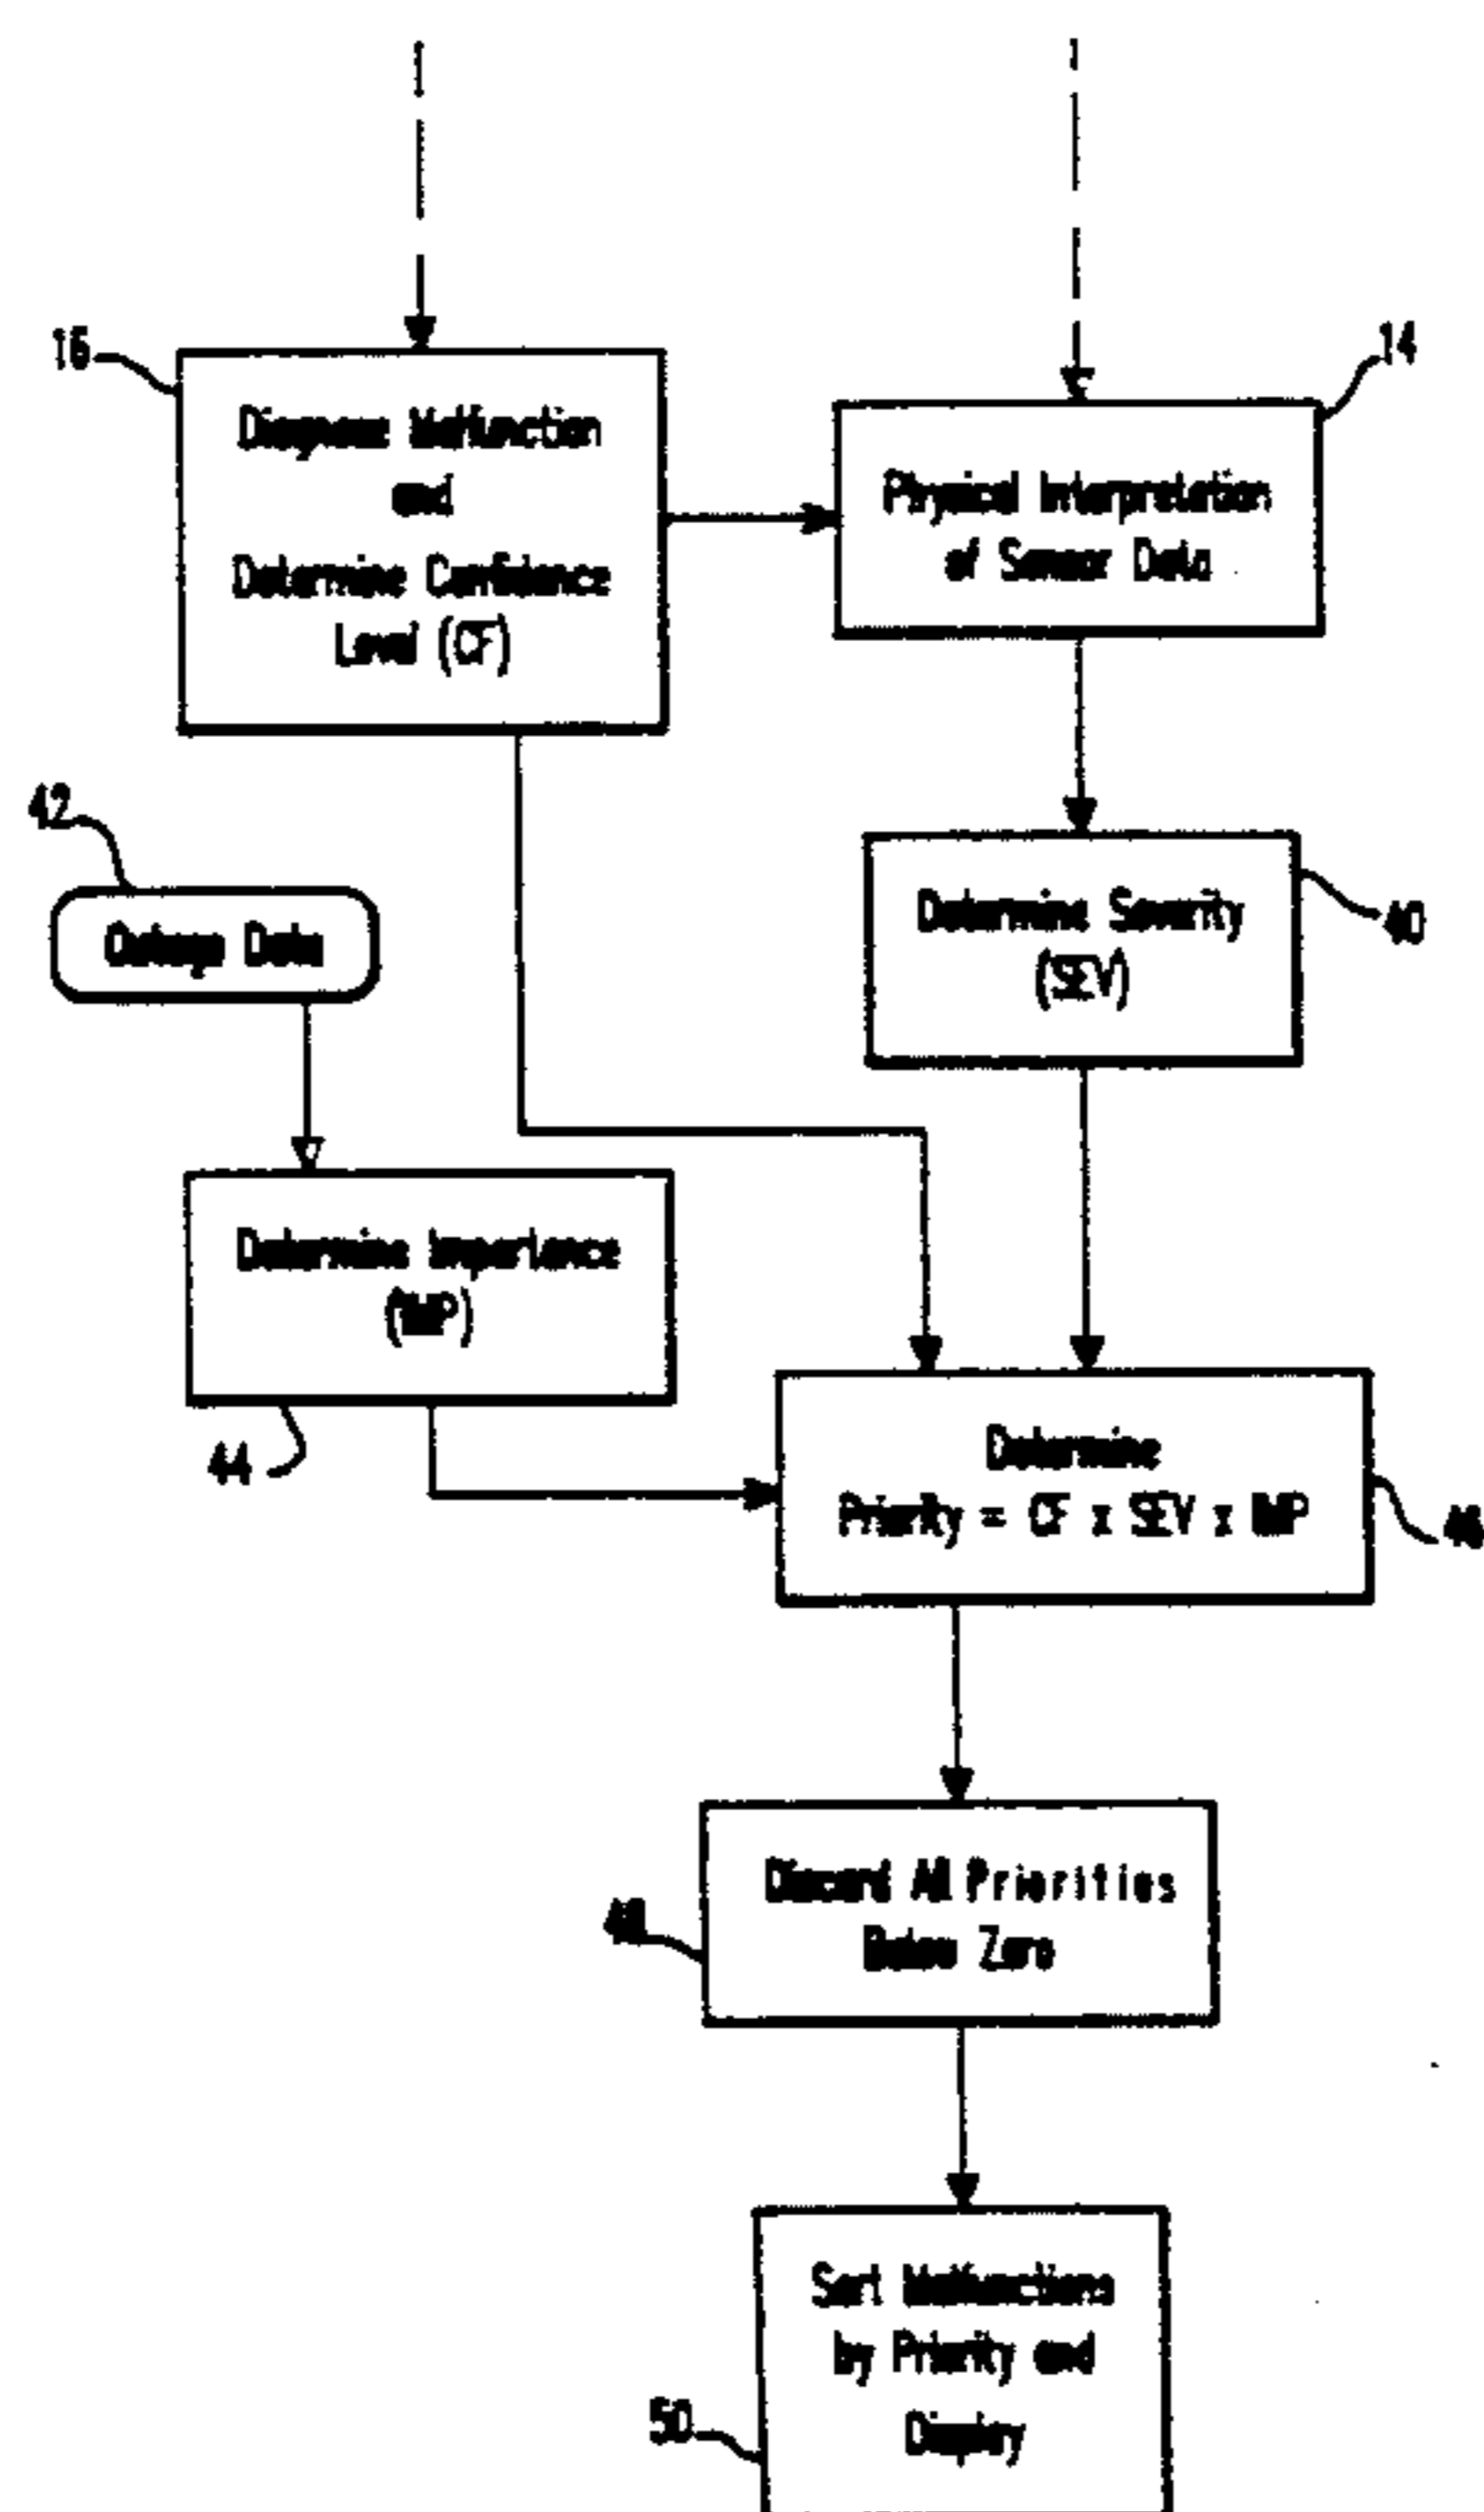 16
Diagnose Malfunction
and
Determine Confidence
Level (CF)
14
Physical Interpretation
of Sensor Data
42
Outage Data
Determine Severity
(SEV)
40
Determine Importance
(IMP)
44
Determine
Priority = CF x SEV x IMP
46
Discard All Priorities
Below Zero
48
Sort Malfunctions
by Priority and
Display
50